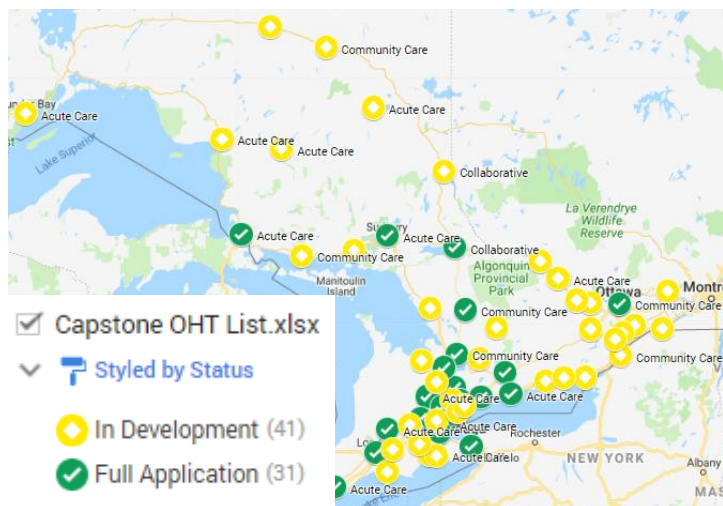 Community Care
Bay
Acute Care
Acute Care
Acute Care
Acute Care
Lake Superior
Collaborative
La Verendrye
Wildlife
Reserve
Acute Care
Acute Care
Collaborative
Community Care
Algonquin
Provincial
Park
Acute Care
Manitoulin
Island
Ottawa
Community Care
Community Care
Community Care
Acute Care
Acute Care
Acute Care
Acute Care
Rochester
Acute Care
NEW YORK
Albany
Acute Care
MAS
Capstone OHT List.xlsx
Styled by Status
In Development (41)
Full Application (31)